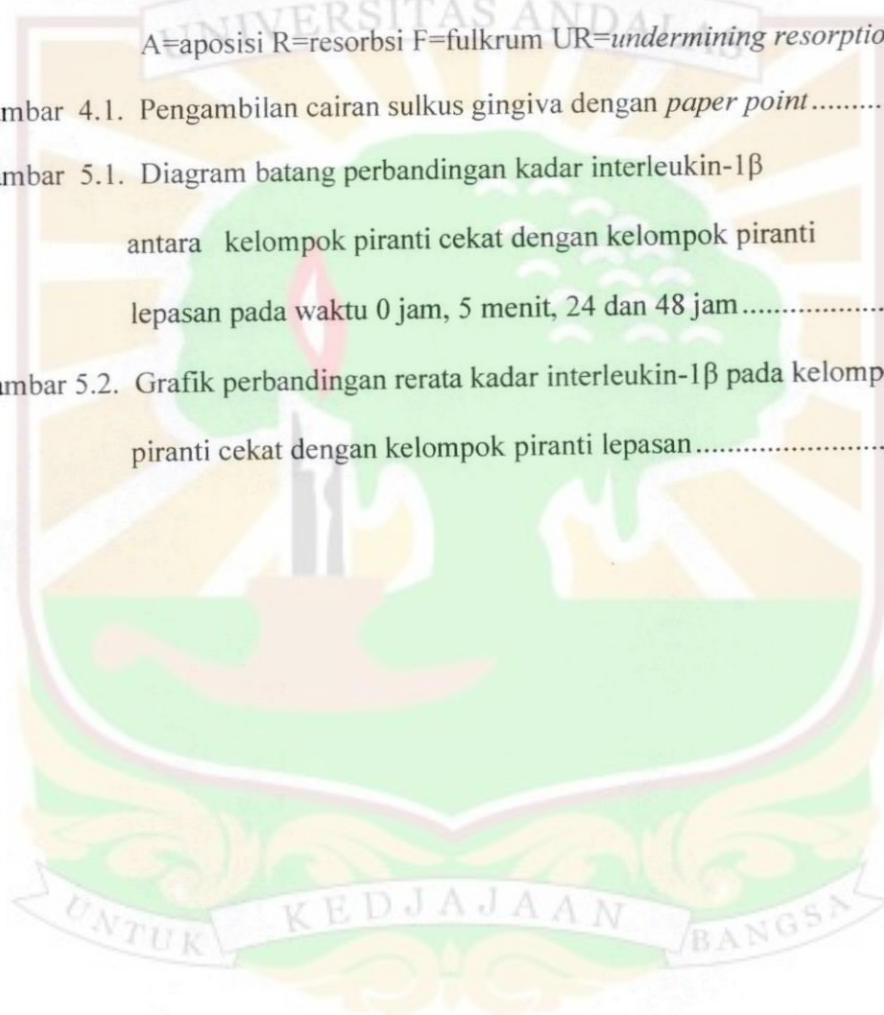 UNIVERSITAS ANDALAS
A=aposisi R=resorbsi F=fulkrum UR=undermining resorptio
mbar 4.1. Pengambilan cairan sulkus gingiva dengan paper point.........
mbar 5.1. Diagram batang perbandingan kadar interleukin-1β
antara kelompok piranti cekat dengan kelompok piranti
lepasan pada waktu 0 jam, 5 menit, 24 dan 48 jam..................
mbar 5.2. Grafik perbandingan rerata kadar interleukin-1β pada kelomp
piranti cekat dengan kelompok piranti lepasan........................
UNTUK KEDJAJAAN BANGSA